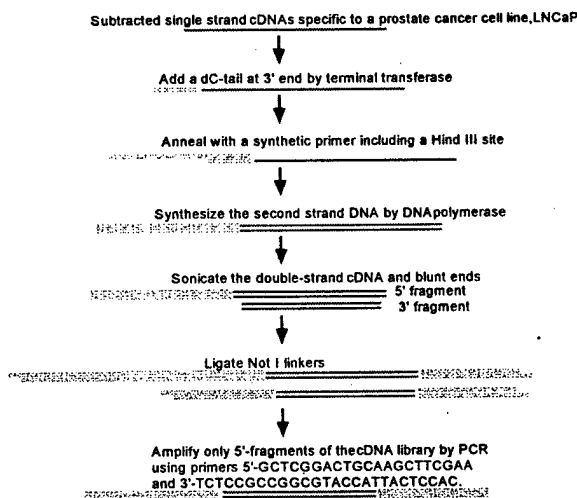 Subtracted single strand cDNAs specific to a prostate cancer cell line,LNCaP
Add a dC-tail at 3' end by terminal transferase
Anneal with a synthetic primer including a Hind III site
Synthesize the second strand DNA by DNApolymerase
Sonicate the double-strand cDNA and blunt ends
5' fragment
3' fragment
Ligate Not I linkers
Amplify only 5'-fragments of thecDNA library by PCR
using primers 5'-GCTCGGACTGCAAGCTTCGAA
and 3'-TCTCCGCCGGCGTACCATTACTCCAC.